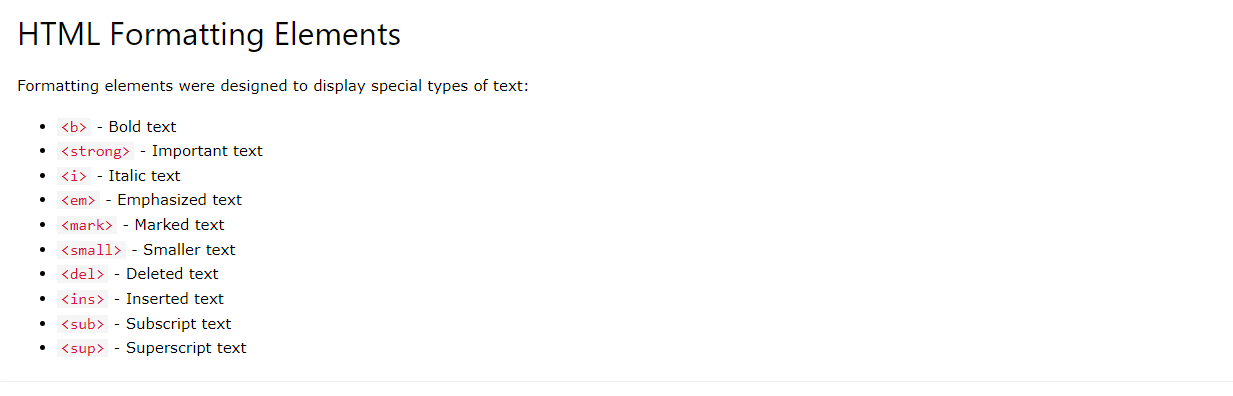 HTML Formatting Elements
Formatting elements were designed to display special types of text:
• <b> - Bold text
• <strong> - Important text
• <i> - Italic text
• <em> - Emphasized text
• <mark> - Marked text
• <small> - Smaller text
• <del> - Deleted text
• <ins> - Inserted text
• <sub> - Subscript text
• <sup> - Superscript text